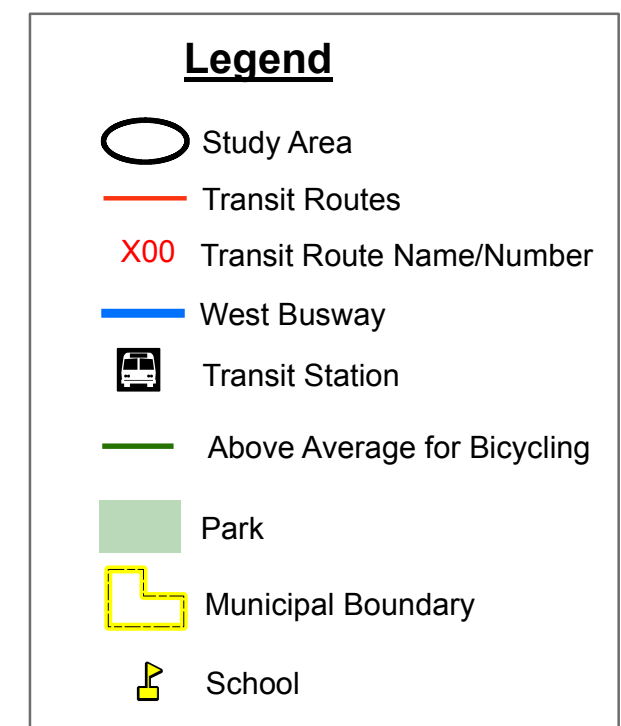 Legend
Study Area
Transit Routes
X00 Transit Route Name/Number
West Busway
Transit Station
Above Average for Bicycling
Park
Municipal Boundary
School